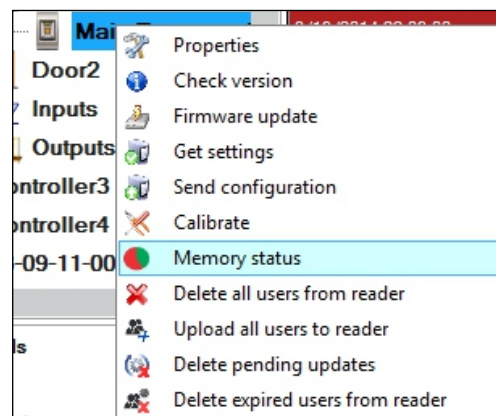 Mai
Properties
Door2
Check version
Inputs
Firmware update
Outputs
Get settings
ontroller3
Send configuration
ontroller4
Calibrate
-09-11-00
Memory status
Delete all users from reader
ls
Upload all users to reader
Delete pending updates
Delete expired users from reader